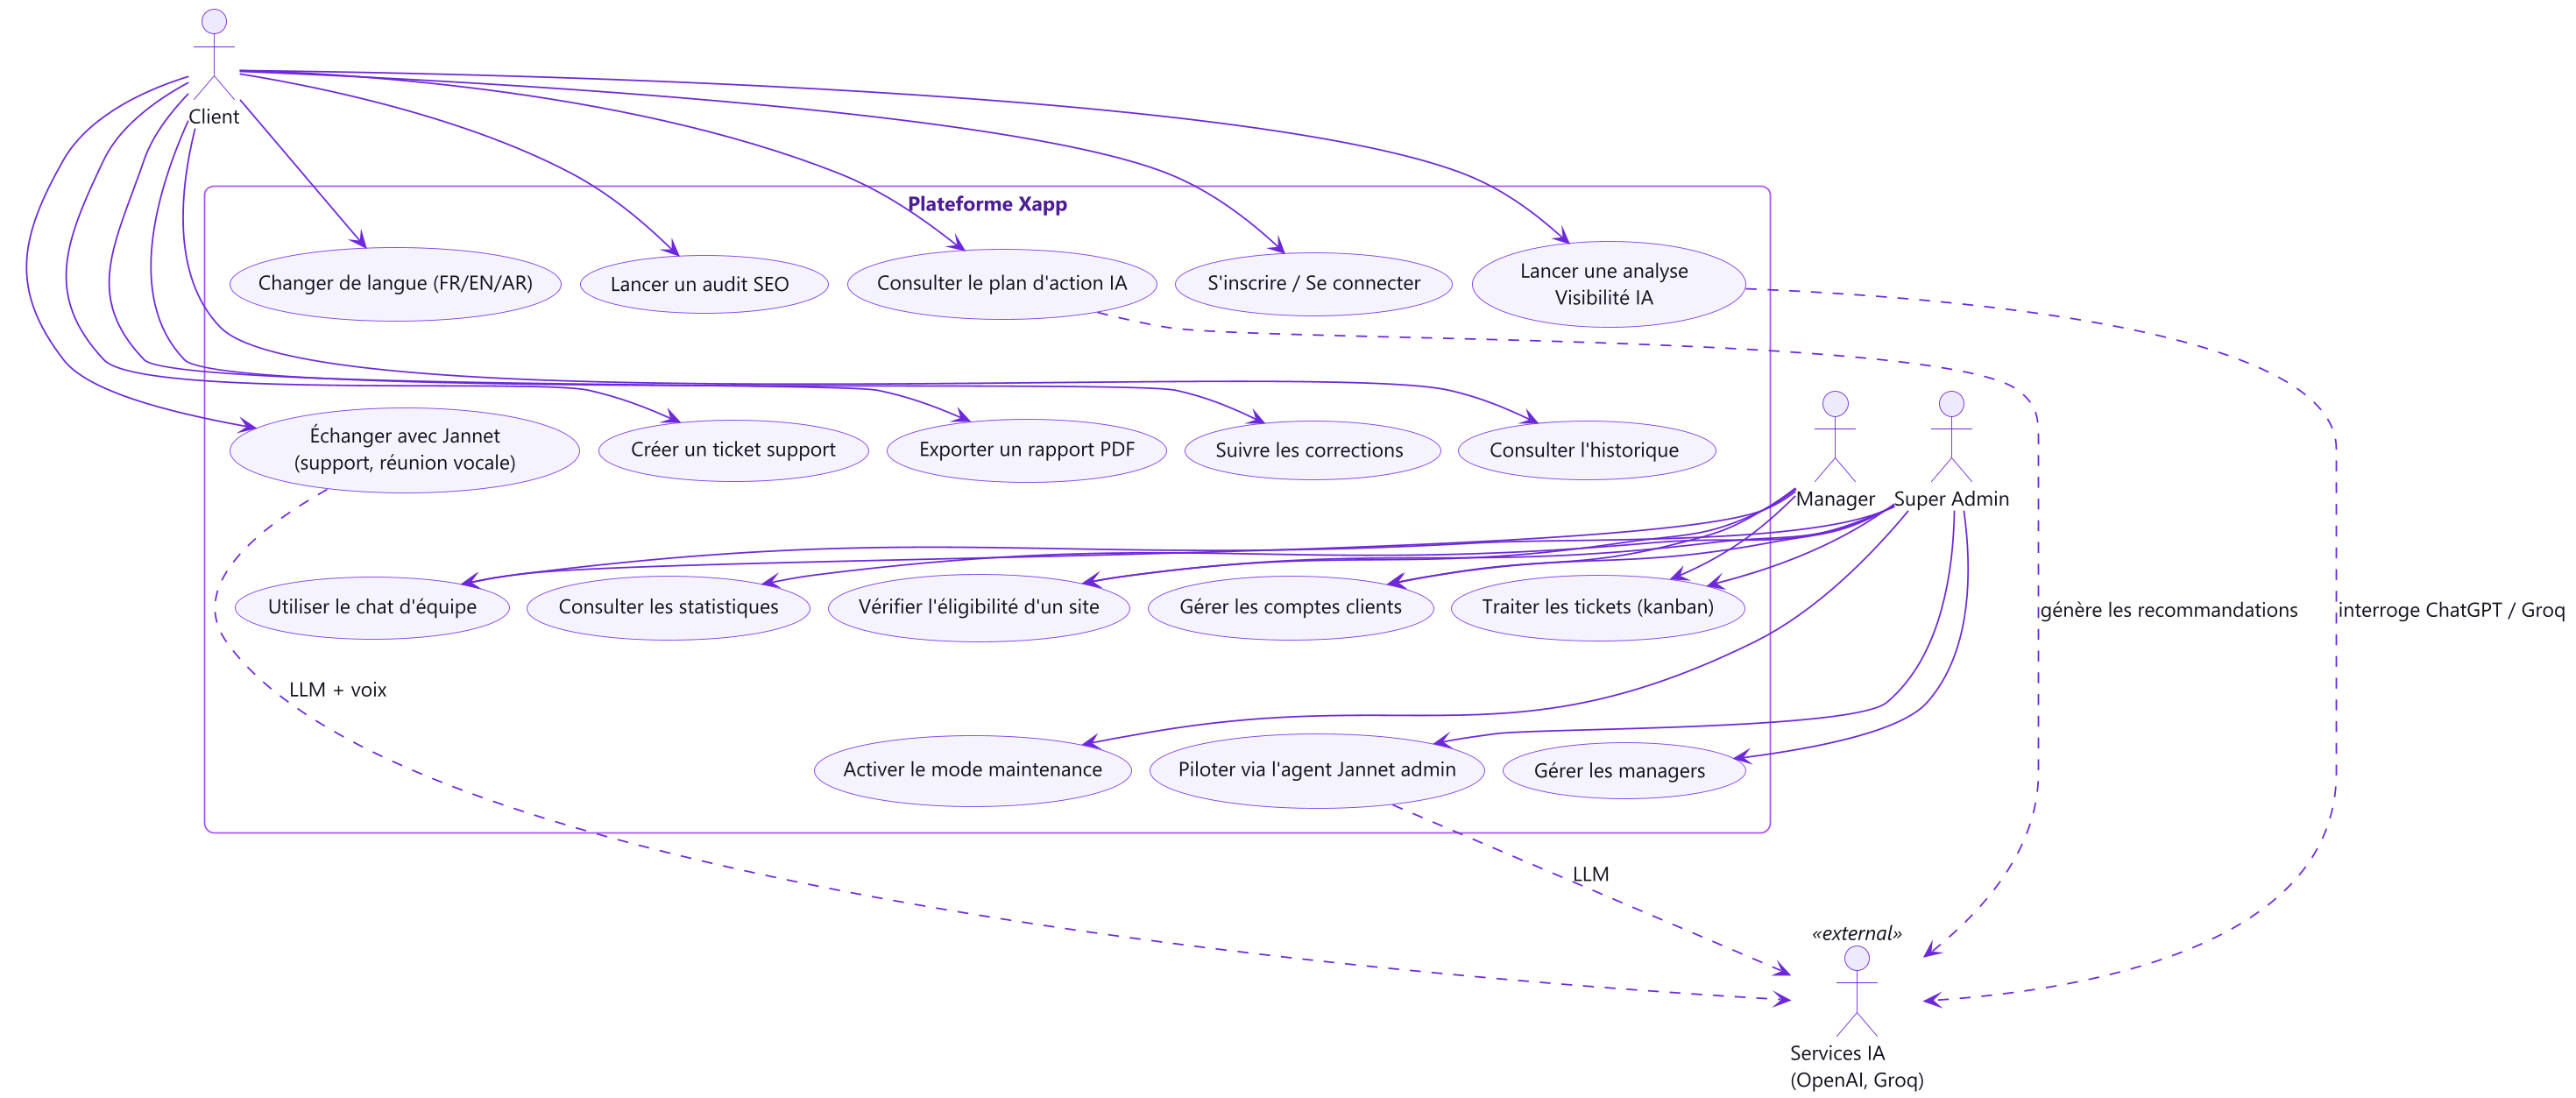 Client
Plateforme Xapp
Changer de langue (FR/EN/AR)
Lancer un audit SEO
Consulter le plan d'action IA
S'inscrire / Se connecter
Lancer une analyse
Visibilité IA
Échanger avec Jannet
(support, réunion vocale)
Créer un ticket support
Exporter un rapport PDF
Suivre les corrections
Consulter l'historique
Manager
Super Admin
Utiliser le chat d'équipe
Consulter les statistiques
Vérifier l'éligibilité d'un site
Gérer les comptes clients
Traiter les tickets (kanban)
génère les recommandations
interroge ChatGPT / Groq
LLM + voix
Activer le mode maintenance
Piloter via l'agent Jannet admin
Gérer les managers
LLM
«external»
Services IA
(OpenAI, Groq)